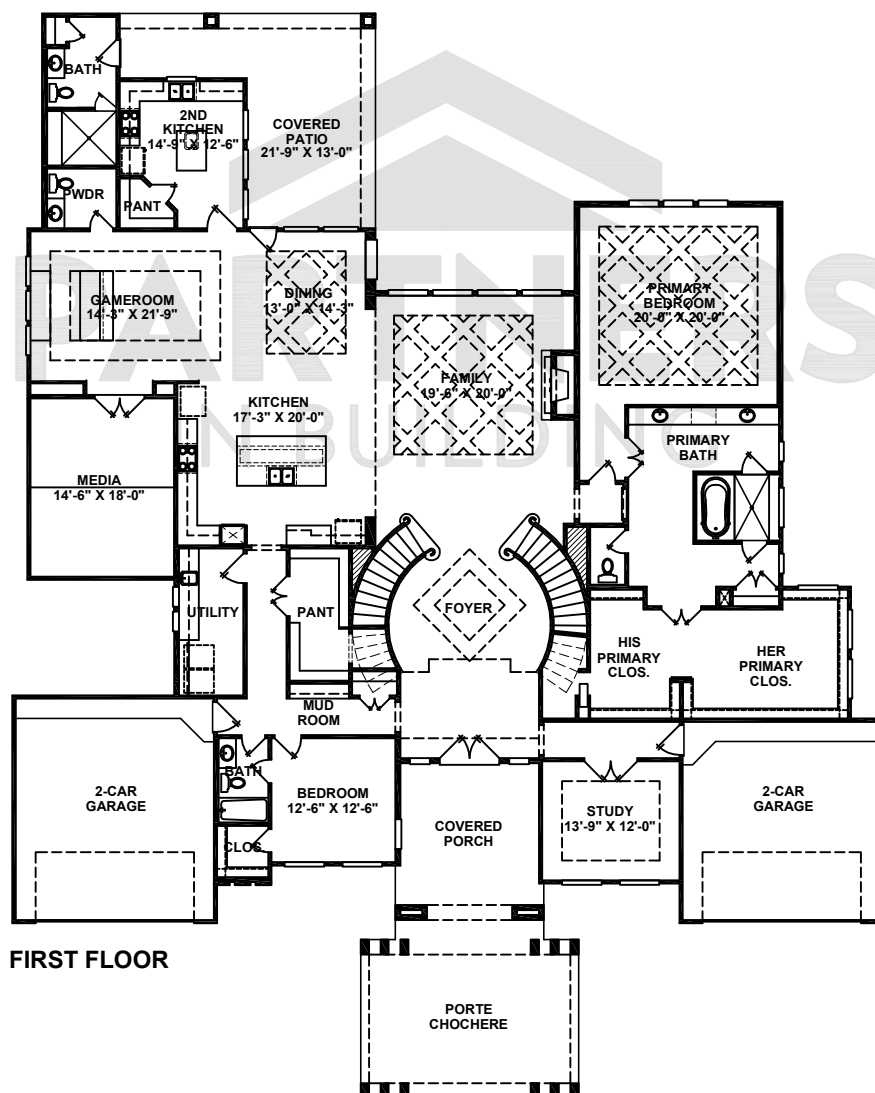 BATH
2ND
KITCHEN
14'-9" X 12'-6"
COVERED
PATIO
21'-9" X 13'-0"
PWDR
PANT
PARTNERS
IN BUILDING
GAMEROOM
14'-3" X 21'-9"
DINING
13'-0" X 14'-3"
PRIMARY
BEDROOM
20'-0" X 20'-0"
FAMILY
19'-6" X 20'-0"
KITCHEN
17'-3" X 20'-0"
PRIMARY
BATH
MEDIA
14'-6" X 18'-0"
UTILITY
PANT
FOYER
HIS
PRIMARY
CLOS.
HER
PRIMARY
CLOS.
MUD
ROOM
2-CAR
GARAGE
BATH
BEDROOM
12'-6" X 12'-6"
CLOS.
COVERED
PORCH
STUDY
13'-9" X 12'-0"
2-CAR
GARAGE
FIRST FLOOR
PORTE
CHOCHERE